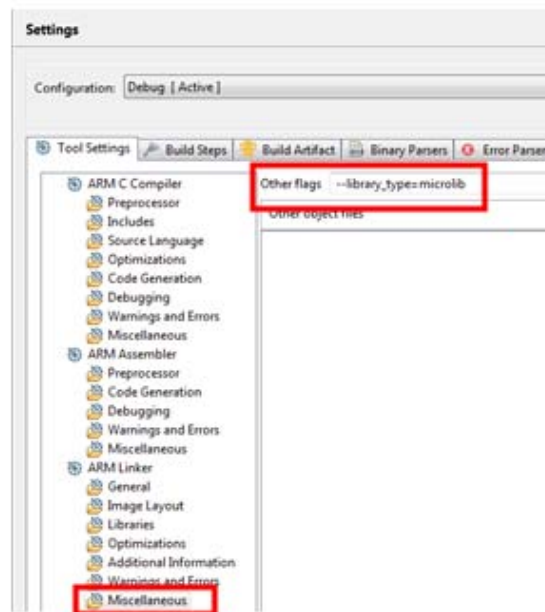 Settings
Configuration: Debug [ Active ]
Tool Settings Build Steps Build Artifact Binary Parsers Error Parser
ARM C Compiler
Preprocessor
Includes
Source Language
Optimizations
Code Generation
Debugging
Warnings and Errors
Miscellaneous
ARM Assembler
Preprocessor
Code Generation
Debugging
Warnings and Errors
Miscellaneous
ARM Linker
General
Image Layout
Libraries
Optimizations
Additional Information
Warnings and Errors
Miscellaneous
Other flags --library_type=microlib
Other object files